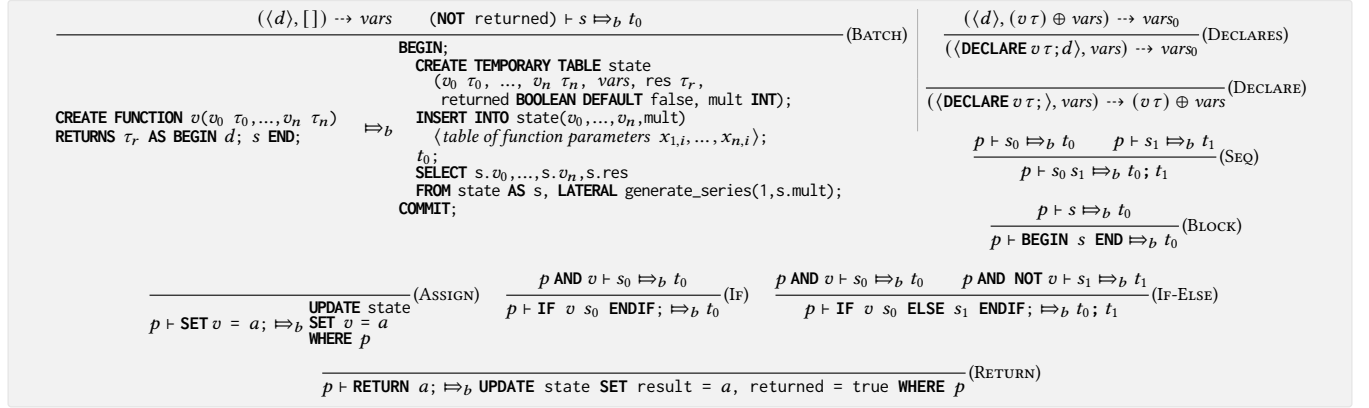 (⟨d⟩, [ ]) ⇢ vars (NOT returned) ⊢ s ⤇b t0
(BATCH)
CREATE FUNCTION v(v0 τ0,...,vn τn)
RETURNS τr AS BEGIN d; s END;
⤇b
BEGIN;
CREATE TEMPORARY TABLE state
(v0 τ0, ..., vn τn, vars, res τr,
returned BOOLEAN DEFAULT false, mult INT);
INSERT INTO state(v0,...,vn,mult)
⟨table of function parameters x1,i,...,xn,i⟩;
t0;
SELECT s.v0,...,s.vn,s.res
FROM state AS s, LATERAL generate_series(1,s.mult);
COMMIT;
(⟨d⟩, (v τ) ⊕ vars) ⇢ vars0
(DECLARES)
(⟨DECLARE v τ; d⟩, vars) ⇢ vars0
(DECLARE)
(⟨DECLARE v τ; ⟩, vars) ⇢ (v τ) ⊕ vars
p ⊢ s0 ⤇b t0 p ⊢ s1 ⤇b t1
(SEQ)
p ⊢ s0 s1 ⤇b t0; t1
p ⊢ s ⤇b t0
(BLOCK)
p ⊢ BEGIN s END ⤇b t0
(ASSIGN)
p ⊢ SET v = a; ⤇b
UPDATE state
SET v = a
WHERE p
p AND v ⊢ s0 ⤇b t0
(IF)
p ⊢ IF v s0 ENDIF; ⤇b t0
p AND v ⊢ s0 ⤇b t0 p AND NOT v ⊢ s1 ⤇b t1
(IF-ELSE)
p ⊢ IF v s0 ELSE s1 ENDIF; ⤇b t0; t1
(RETURN)
p ⊢ RETURN a; ⤇b UPDATE state SET result = a, returned = true WHERE p